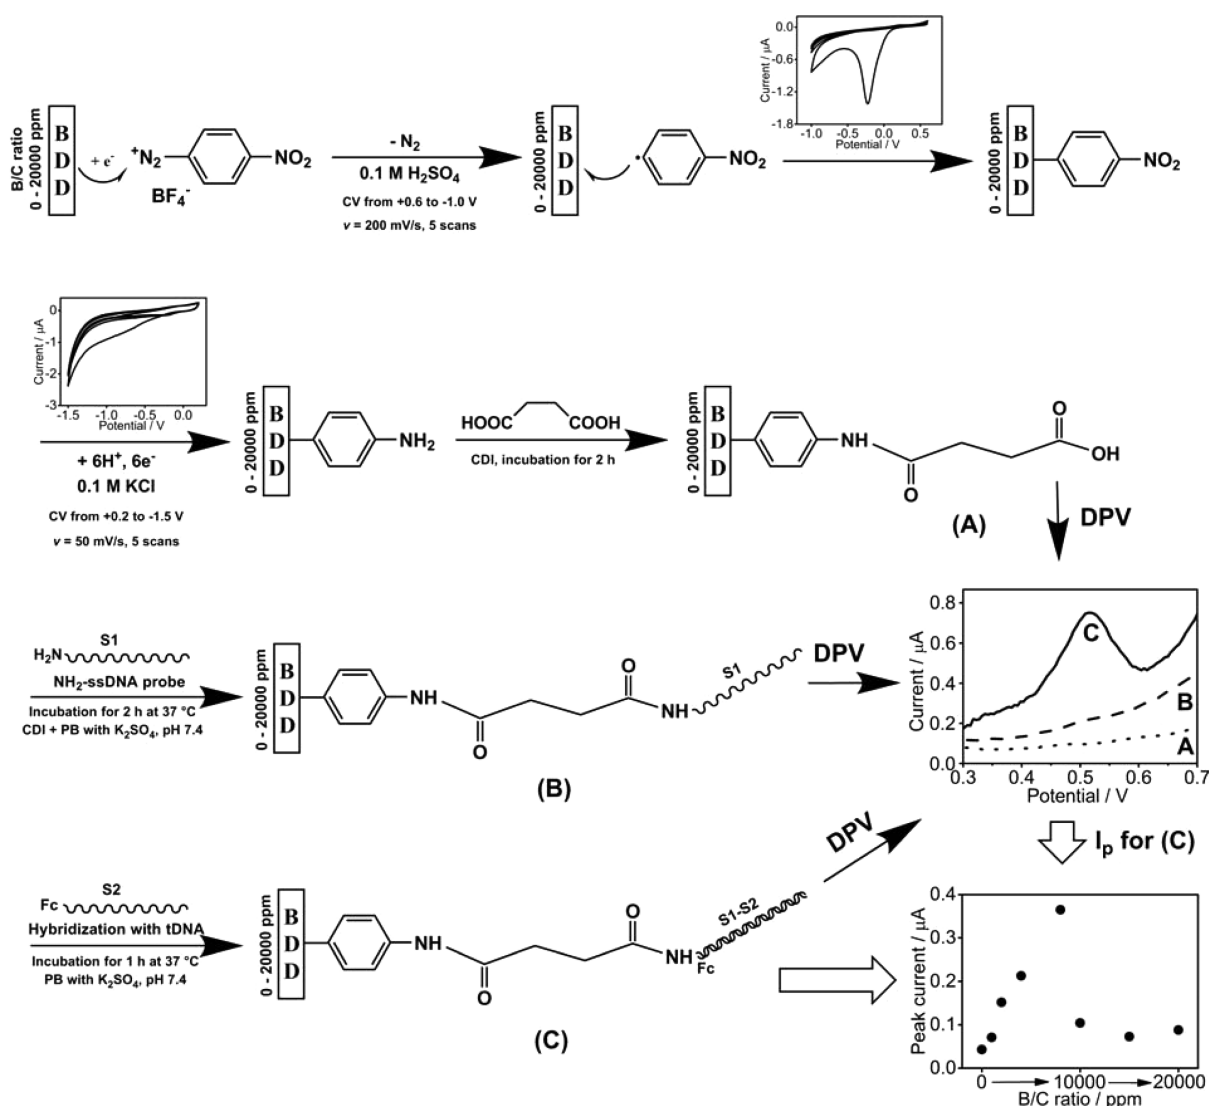 B/C ratio
0 - 20000 ppm
B
D
D
+ e⁻
⁺N₂
NO₂
BF₄⁻
- N₂
0.1 M H₂SO₄
CV from +0.6 to -1.0 V
v = 200 mV/s, 5 scans
0 - 20000 ppm
B
D
D
NO₂
Current / μA
0.0
-0.6
-1.2
-1.8
-1.0 -0.5 0.0 0.5
Potential / V
0 - 20000 ppm
B
D
D
NO₂
Current / μA
0
-1
-2
-3
-1.5 -1.0 -0.5 0.0
Potential / V
+ 6H⁺, 6e⁻
0.1 M KCl
CV from +0.2 to -1.5 V
v = 50 mV/s, 5 scans
0 - 20000 ppm
B
D
D
NH₂
HOOC COOH
CDI, incubation for 2 h
0 - 20000 ppm
B
D
D
NH
O
O
OH
(A)
DPV
S1
H₂N
NH₂-ssDNA probe
Incubation for 2 h at 37 °C
CDI + PB with K₂SO₄, pH 7.4
0 - 20000 ppm
B
D
D
NH
O
O
NH
S1
(B)
DPV
Current / μA
0.8
0.6
0.4
0.2
0.0
C
B
A
0.3 0.4 0.5 0.6 0.7
Potential / V
Iₚ for (C)
S2
Fc
Hybridization with tDNA
Incubation for 1 h at 37 °C
PB with K₂SO₄, pH 7.4
0 - 20000 ppm
B
D
D
NH
O
O
NH
Fc
S1-S2
(C)
DPV
Peak current / μA
0.4
0.3
0.2
0.1
0.0
0 10000 20000
B/C ratio / ppm